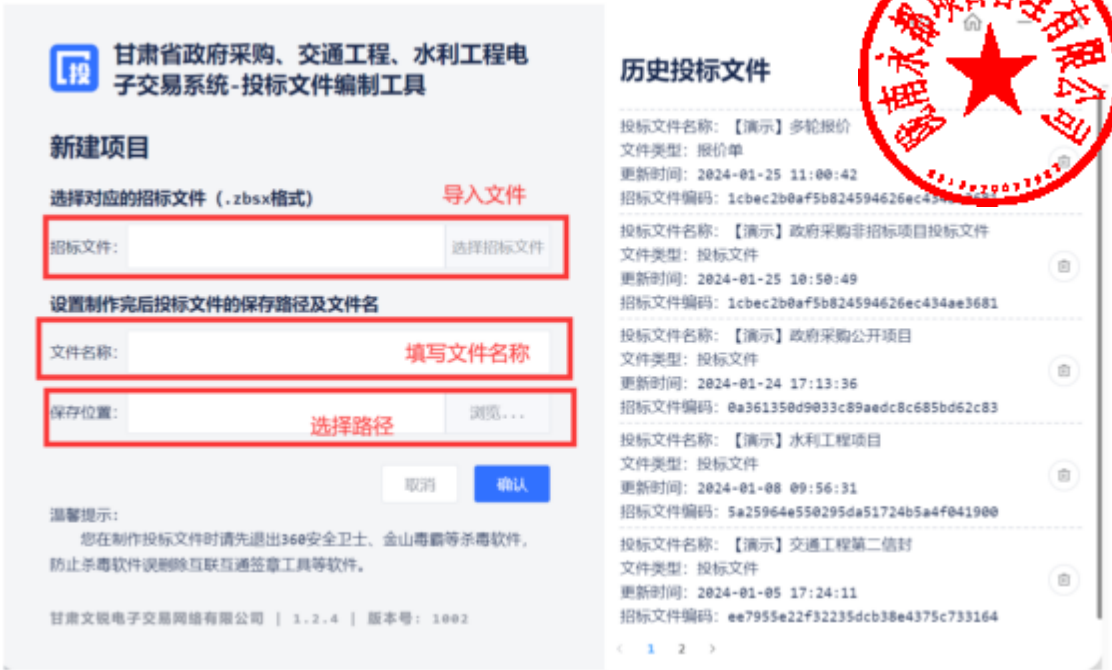 甘肃省政府采购、交通工程、水利工程电
子交易系统-投标文件编制工具
新建项目
选择对应的招标文件（.zbsx格式）
导入文件
招标文件：
选择招标文件
设置制作完后投标文件的保存路径及文件名
文件名称：
填写文件名称
保存位置：
选择路径
浏览...
取消
确认
温馨提示：
您在制作投标文件时请先退出360安全卫士、金山毒霸等杀毒软件，
防止杀毒软件误删除互联互通签章工具等软件。
甘肃文锐电子交易网络有限公司 | 1.2.4 | 版本号: 1002
历史投标文件
投标文件名称：【演示】多轮报价
文件类型：报价单
更新时间：2024-01-25 11:00:42
招标文件编码：1cbec2b0af5b824594626ec434
投标文件名称：【演示】政府采购非招标项目投标文件
文件类型：投标文件
更新时间：2024-01-25 10:50:49
招标文件编码：1cbec2b0af5b824594626ec434ae3681
投标文件名称：【演示】政府采购公开项目
文件类型：投标文件
更新时间：2024-01-24 17:13:36
招标文件编码：0a361350d9033c89aedc8c685bd62c83
投标文件名称：【演示】水利工程项目
文件类型：投标文件
更新时间：2024-01-08 09:56:31
招标文件编码：5a25964e550295da51724b5a4f041900
投标文件名称：【演示】交通工程第二信封
文件类型：投标文件
更新时间：2024-01-05 17:24:11
招标文件编码：ee7955e22f32235dcb38e4375c733164
1 2
投
有限公司